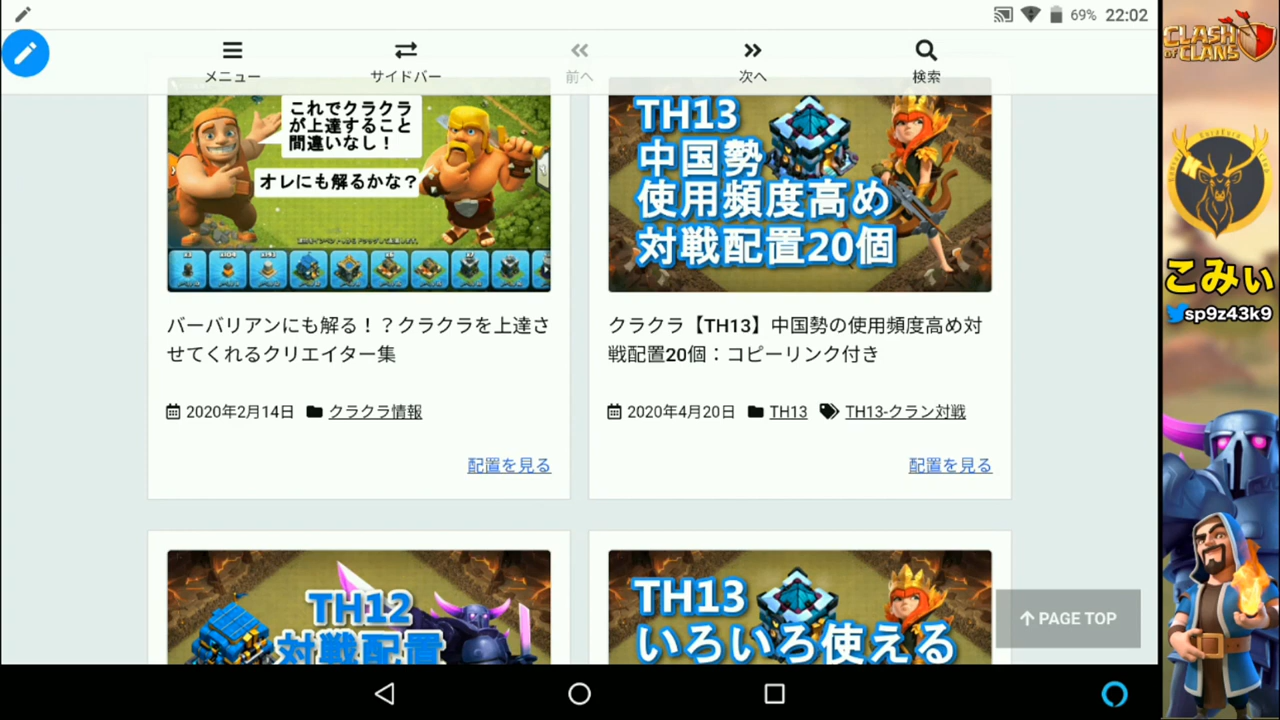 69% 22:02
メニュー サイドバー 前へ 次へ 検索
これでクラクラ
が上達すること
間違いなし！
オレにも解るかな？
バーバリアンにも解る！？クラクラを上達さ
せてくれるクリエイター集
2020年2月14日 クラクラ情報
配置を見る
TH13
中国勢
使用頻度高め
対戦配置20個
クラクラ【TH13】中国勢の使用頻度高め対
戦配置20個：コピーリンク付き
2020年4月20日 TH13 TH13-クラン対戦
配置を見る
TH12
対戦配置
TH13
いろいろ使える
PAGE TOP
CLASH
OF CLANS
こみぃ
sp9z43k9